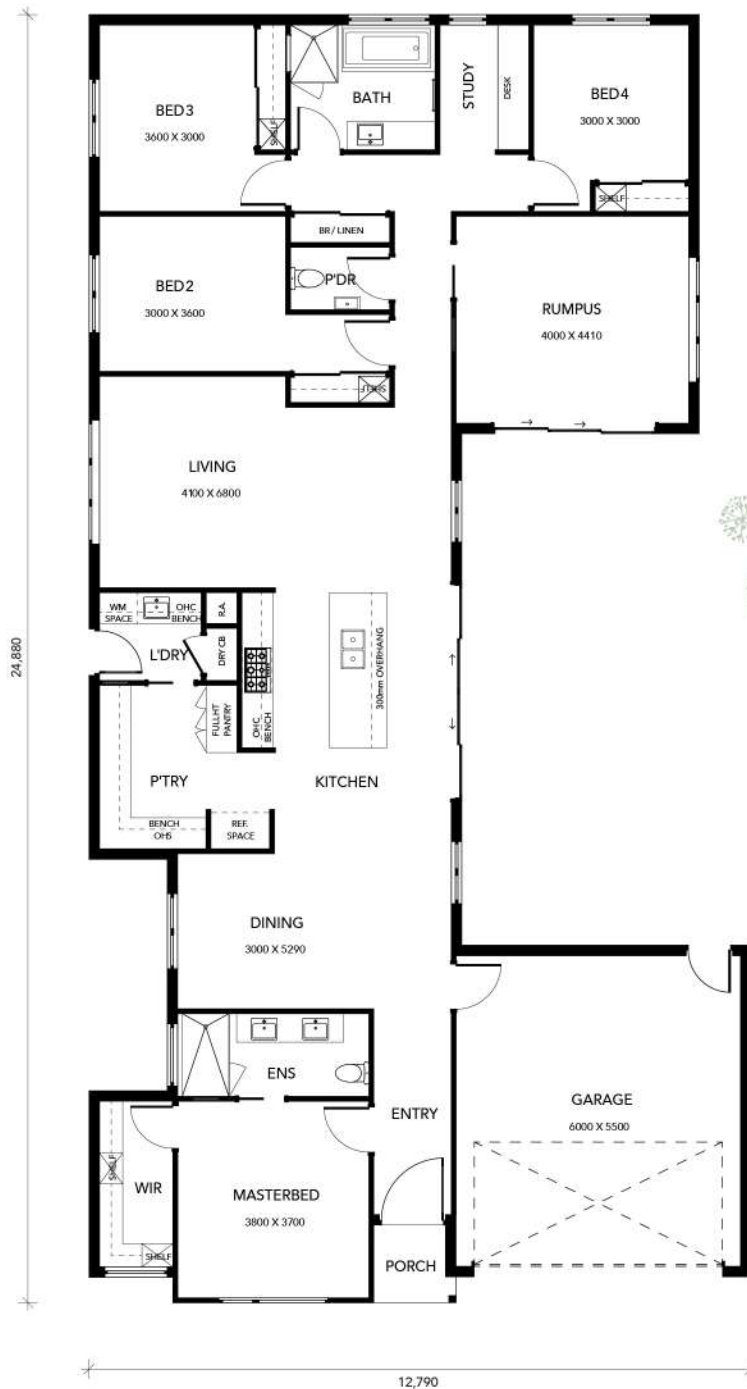 BED3
3600 X 3000
SHELF
BATH
STUDY
DESK
BED4
3000 X 3000
SHELF
BR / LINEN
BED2
3000 X 3600
P'DR
RUMPUS
4000 X 4410
SHELF
LIVING
4100 X 6800
WM
SPACE
OHC
BENCH
R.A.
L'DRY
DRY CB
300mm OVERHANG
24,880
FULLHT
PANTRY
OHC
BENCH
P'TRY
KITCHEN
BENCH
OHS
REF.
SPACE
DINING
3000 X 5290
ENS
ENTRY
GARAGE
6000 X 5500
SHELF
WIR
MASTERBED
3800 X 3700
SHELF
PORCH
12,790